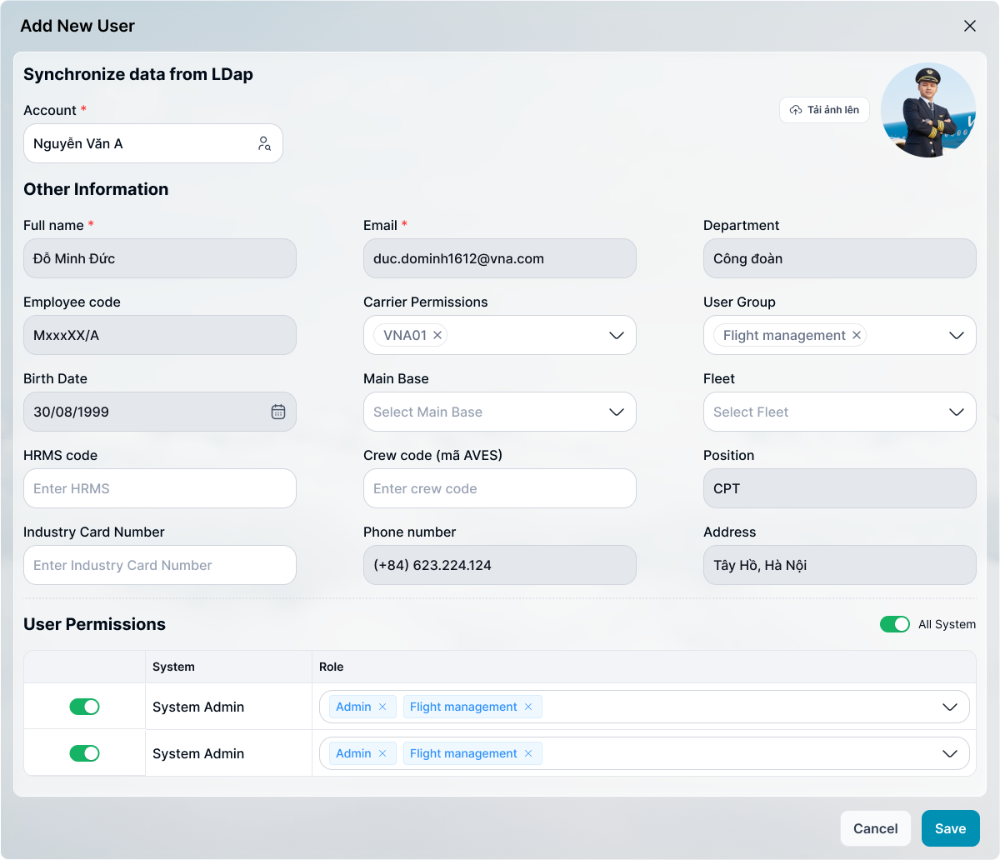 Add New User
Synchronize data from LDap
Account *
Tải ảnh lên
Nguyễn Văn A
Other Information
Full name * Email * Department
Đỗ Minh Đức duc.dominh1612@vna.com Công đoàn
Employee code Carrier Permissions User Group
MxxxXX/A VNA01 Flight management
Birth Date Main Base Fleet
30/08/1999 Select Main Base Select Fleet
HRMS code Crew code (mã AVES) Position
Enter HRMS Enter crew code CPT
Industry Card Number Phone number Address
Enter Industry Card Number (+84) 623.224.124 Tây Hồ, Hà Nội
User Permissions All System
System Role
System Admin Admin Flight management
System Admin Admin Flight management
Cancel Save